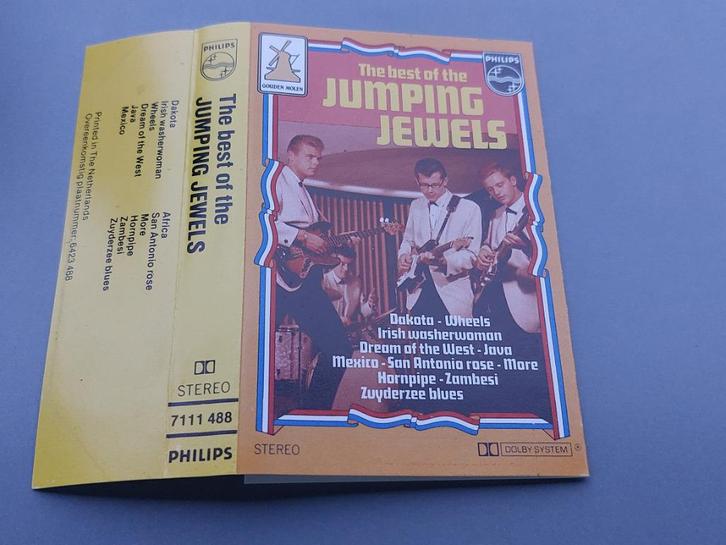 PHILIPS
Dakota
Irish washerwoman
Wheels
Dream of the West
Java
Mexico
Africa
San Antonio rose
More
Hornpipe
Zambesi
Zuyderzee blues
Printed in The Netherlands
Overeenkomstig plaatnummer: 6423 488
PHILIPS
The best of the
JUMPING JEWELS
STEREO
7111 488
PHILIPS
GOUDEN MOLEN
PHILIPS
The best of the
JUMPING
JEWELS
Dakota - Wheels
Irish washerwoman
Dream of the West - Java
Mexico - San Antonio rose - More
Hornpipe - Zambesi
Zuyderzee blues
STEREO
DOLBY SYSTEM ®